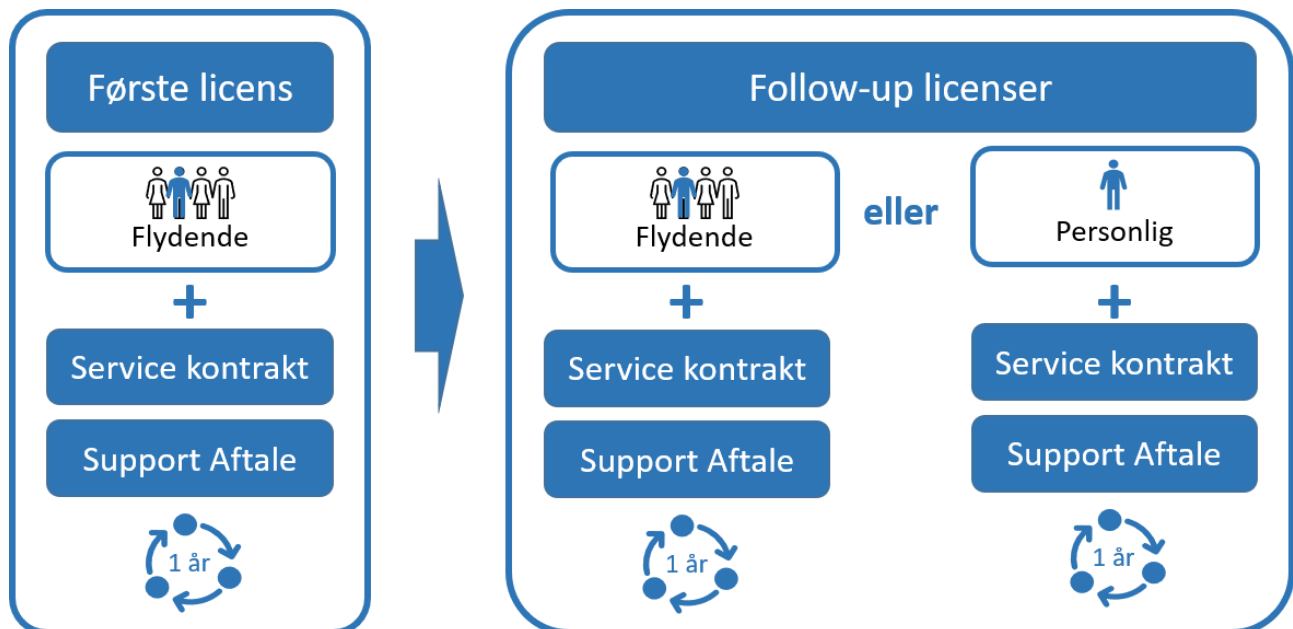 Første licens
Flydende
+
Service kontrakt
Support Aftale
1 år
Follow-up licenser
Flydende
+
Service kontrakt
Support Aftale
1 år
eller
Personlig
+
Service kontrakt
Support Aftale
1 år